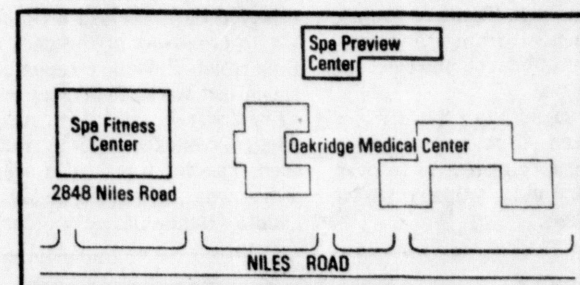 Spa Preview
Center
Spa Fitness
Center
Oakridge Medical Center
2848 Niles Road
NILES ROAD